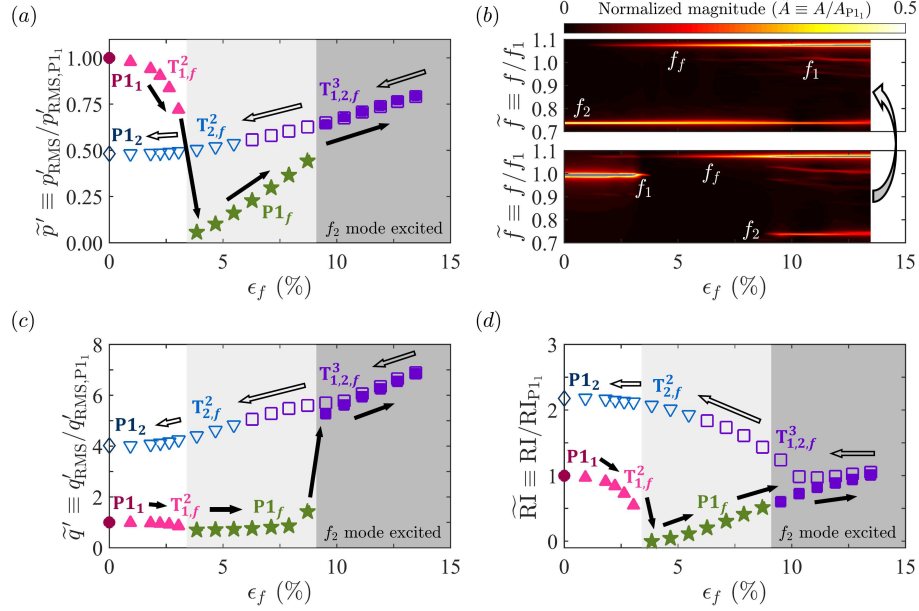 (a)
p̃′ ≡ p′RMS/p′RMS,P1₁
1.00
0.75
0.50
0.25
0.00
P1₁
T²₁,f
P1₂
T²₂,f
T³₁,₂,f
P1f
f₂ mode excited
0 5 10 15
ϵf (%)
(b)
Normalized magnitude (A ≡ A/A_P1₁)
0 0.5
f̃ ≡ f/f₁
1.1
1.0
0.9
0.8
0.7
ff
f₁
f₂
f̃ ≡ f/f₁
1.1
1.0
0.9
0.8
0.7
f₁
ff
f₂
0 5 10 15
ϵf (%)
(c)
q̃′ ≡ q′RMS/q′RMS,P1₁
8
6
4
2
0
P1₂
T²₂,f
T³₁,₂,f
P1₁
T²₁,f
P1f
f₂ mode excited
0 5 10 15
ϵf (%)
(d)
R̃I ≡ RI/RI_P1₁
3
2
1
0
P1₂
T²₂,f
P1₁
T²₁,f
T³₁,₂,f
P1f
f₂ mode excited
0 5 10 15
ϵf (%)